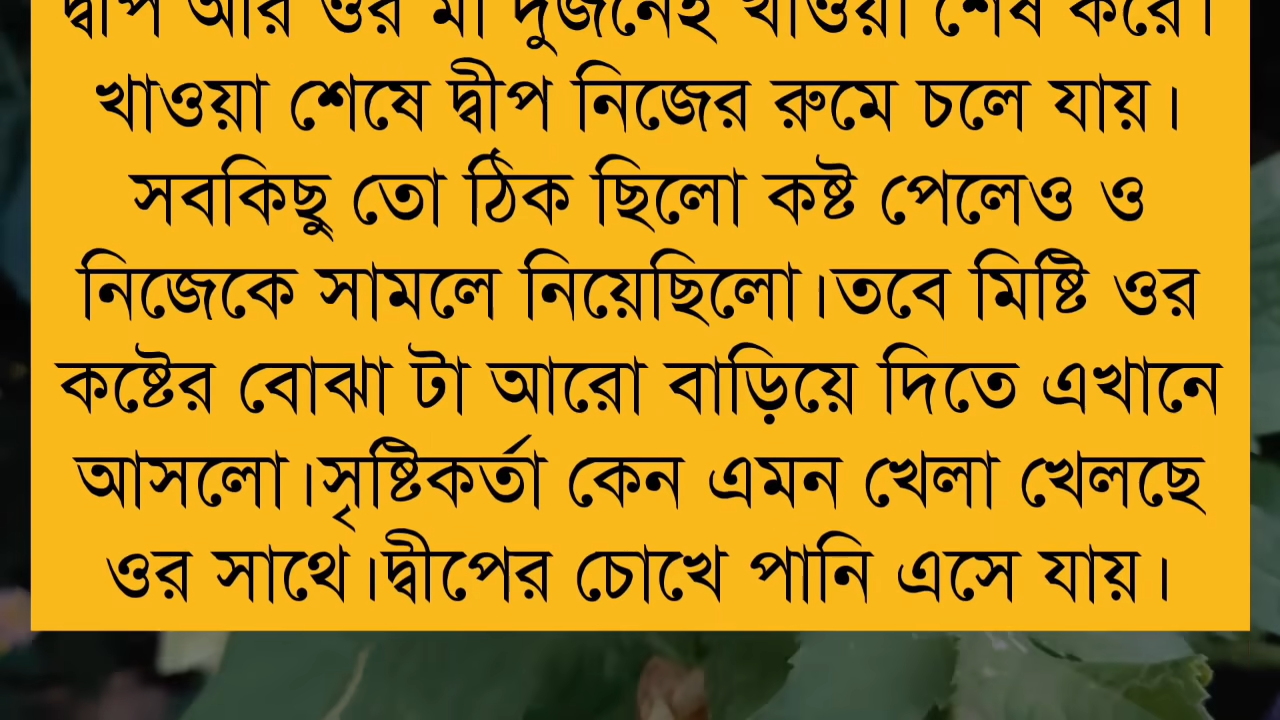 দ্বীপ আর ওর মা দুজনেই খাওয়া শেষ করে।
খাওয়া শেষে দ্বীপ নিজের রুমে চলে যায়।
সবকিছু তো ঠিক ছিলো কষ্ট পেলেও ও
নিজেকে সামলে নিয়েছিলো।তবে মিষ্টি ওর
কষ্টের বোঝা টা আরো বাড়িয়ে দিতে এখানে
আসলো।সৃষ্টিকর্তা কেন এমন খেলা খেলছে
ওর সাথে।দ্বীপের চোখে পানি এসে যায়।